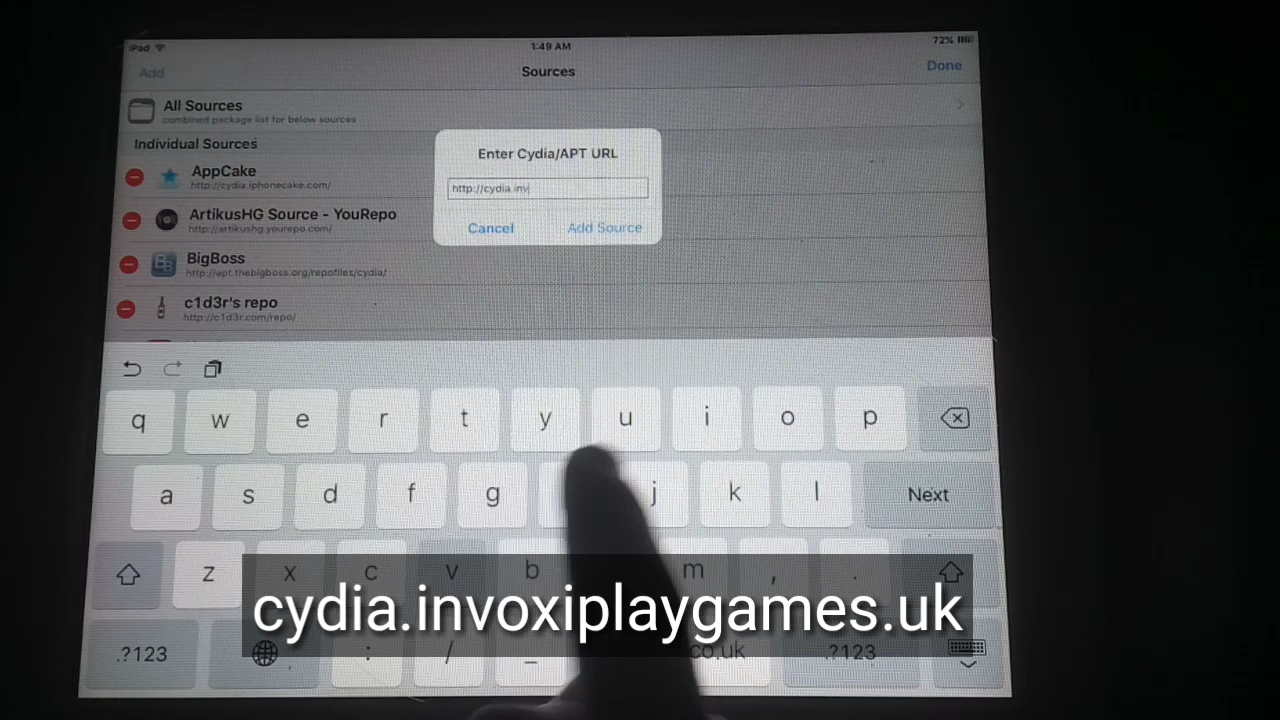 iPad
1:49 AM
72%
Add
Sources
Done
All Sources
combined package list for below sources
Individual Sources
AppCake
http://cydia.iphonecake.com/
ArtikusHG Source - YouRepo
http://artikushg.yourepo.com/
BigBoss
http://apt.thebigboss.org/repofiles/cydia/
c1d3r's repo
http://c1d3r.com/repo/
Enter Cydia/APT URL
http://cydia.inv
Cancel
Add Source
q w e r t y u i o p
a s d f g j k l
Next
z x c v b m , .
cydia.invoxiplaygames.uk
.?123
: / _
co.uk
.?123